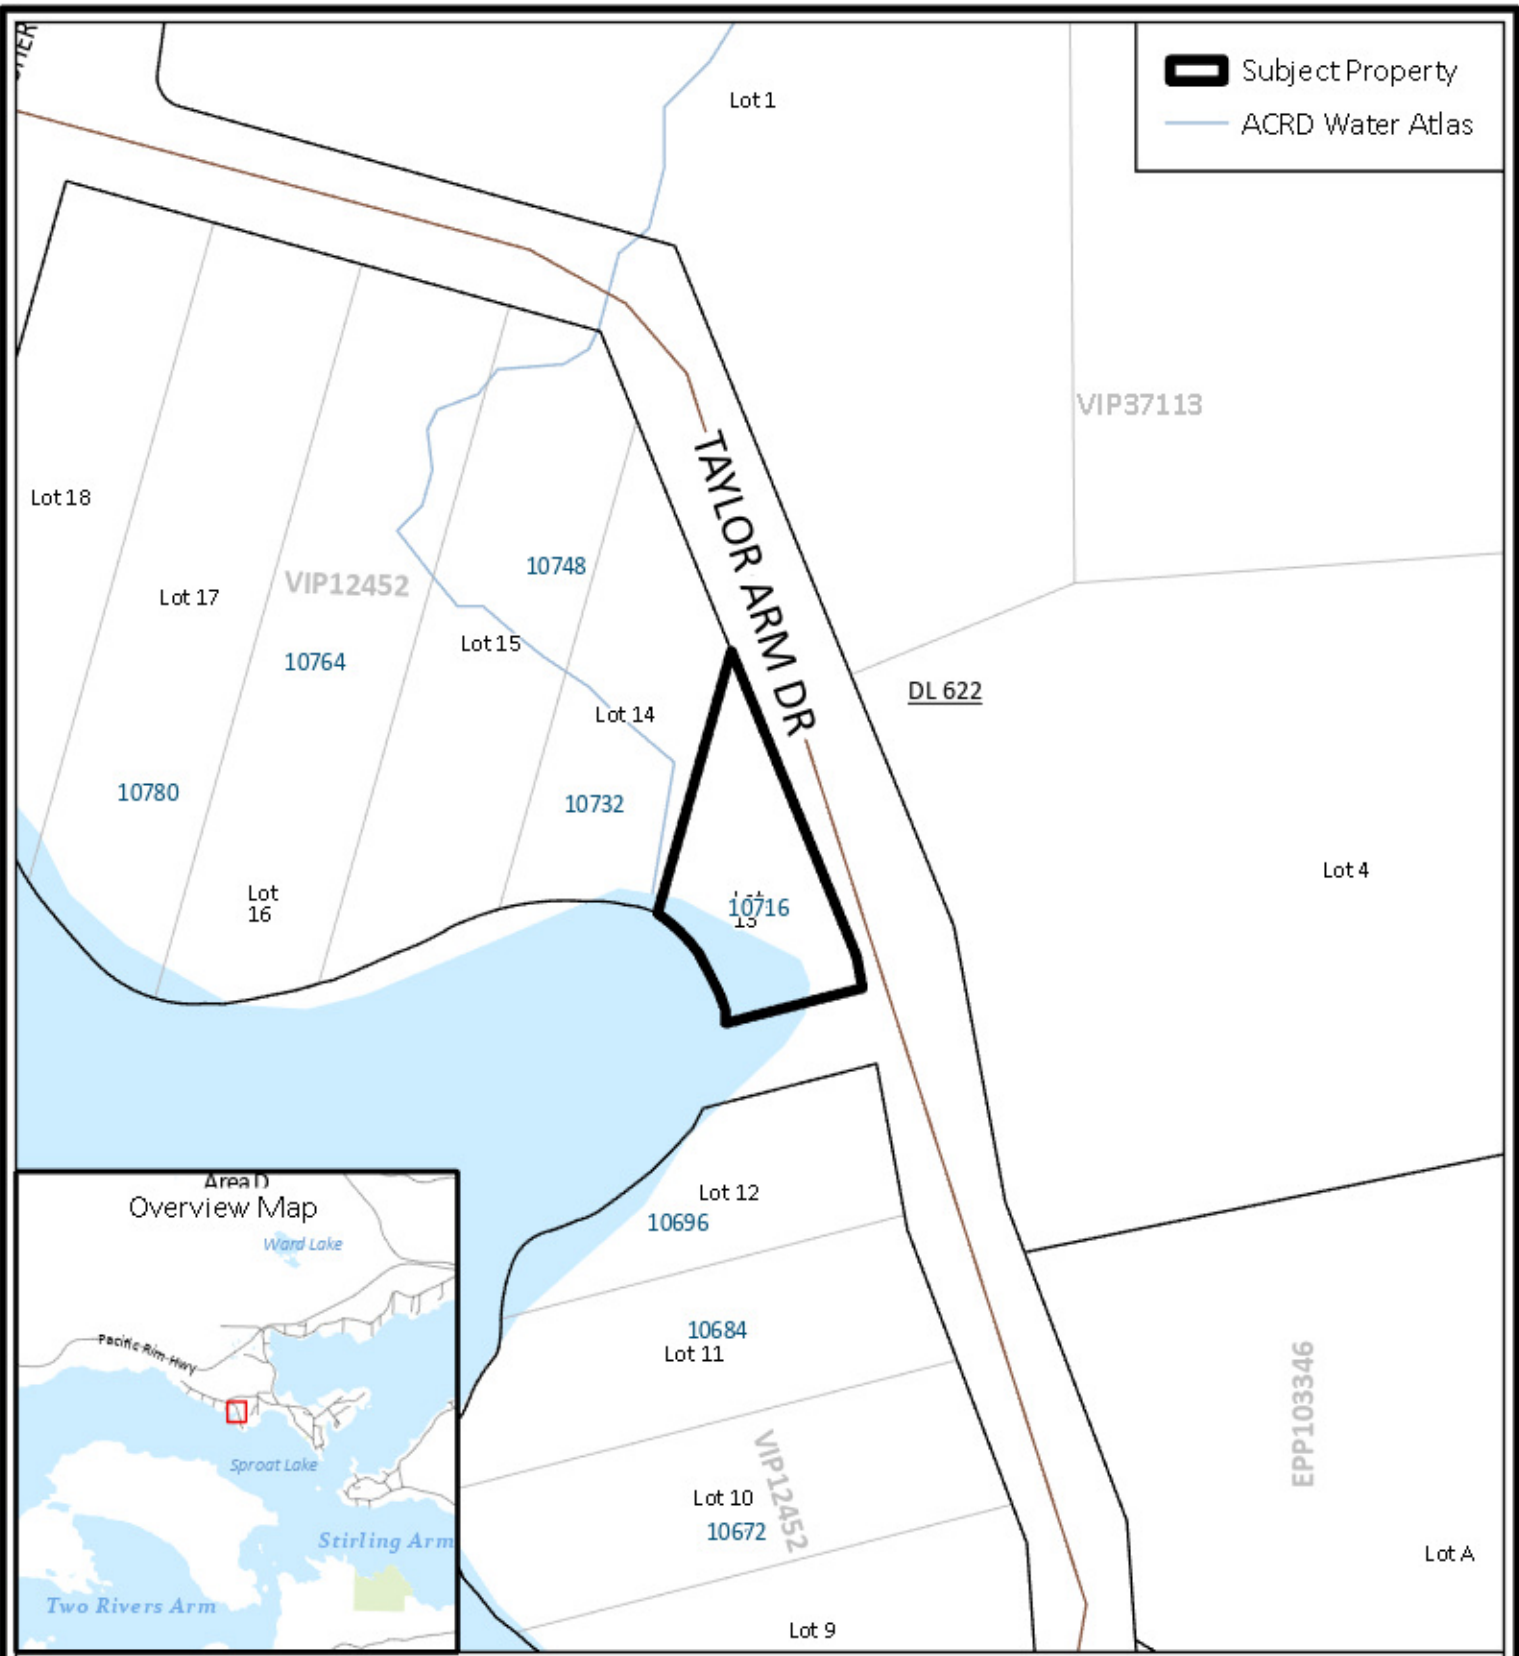 Subject Property
ACRD Water Atlas
Lot 1
VIP37113
TAYLOR ARM DR
Lot 18
10748
VIP12452
Lot 17
Lot 15
10764
DL 622
Lot 14
10780
10732
Lot 4
Lot
16
10716
13
Lot 12
10696
10684
Lot 11
EPP103346
VIP12452
Lot 10
10672
Lot A
Lot 9
Area D
Overview Map
Ward Lake
Pacific Rim Hwy
Sproat Lake
Stirling Arm
Two Rivers Arm